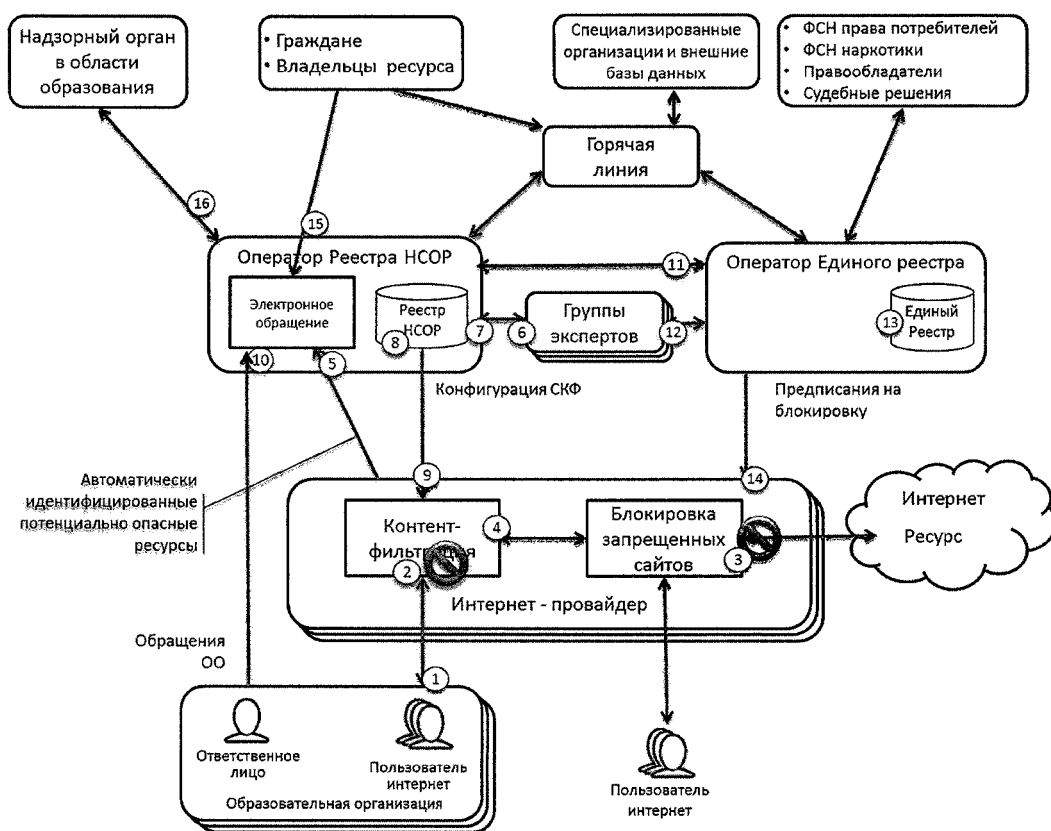 Надзорный орган
в области
образования
• Граждане
• Владельцы ресурса
Специализированные
организации и внешние
базы данных
• ФСН права потребителей
• ФСН наркотики
• Правообладатели
• Судебные решения
Горячая
линия
16
15
Оператор Реестра НСОР
11
Оператор Единого реестра
Электронное
обращение
Реестр
НСОР
8
7
6
Группы
экспертов
12
13
Единый
Реестр
10
5
Конфигурация СКФ
Предписания на
блокировку
Автоматически
идентифицированные
потенциально опасные
ресурсы
9
14
Контент-
фильтрация
2
4
Блокировка
запрещенных
сайтов
3
Интернет
Ресурс
Интернет - провайдер
Обращения
ОО
1
Ответственное
лицо
Пользователь
интернет
Образовательная организация
Пользователь
интернет